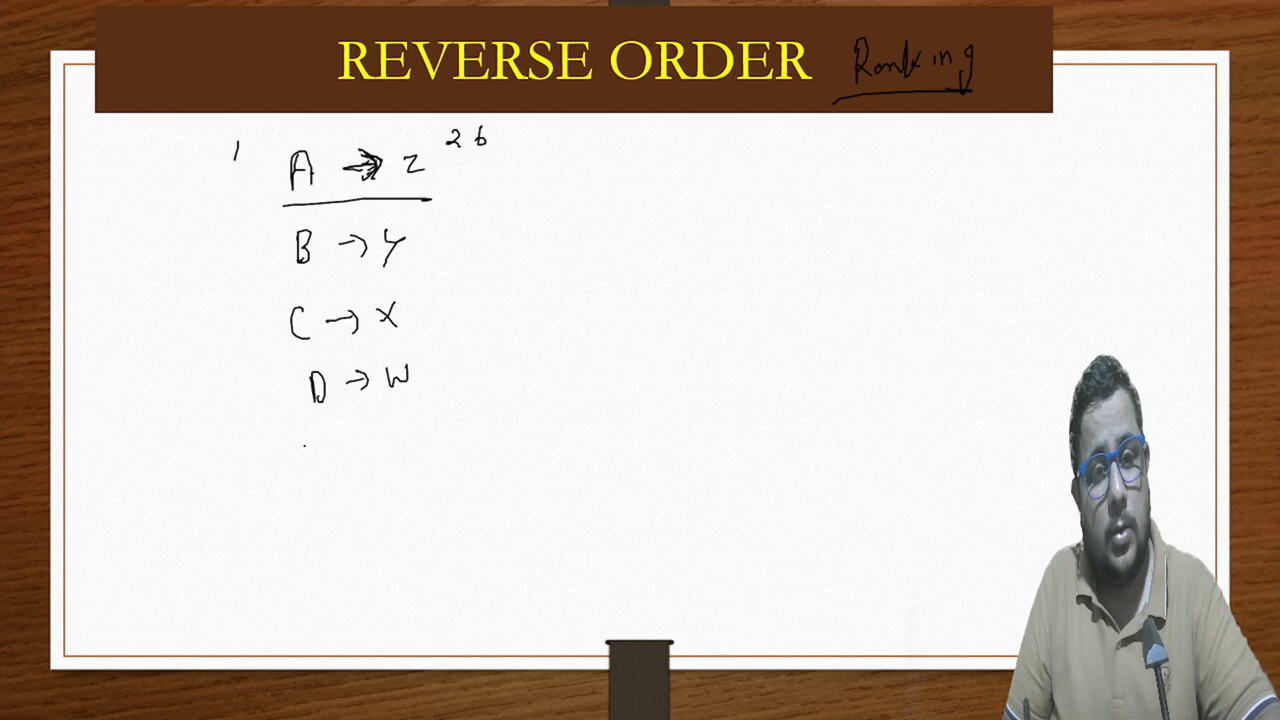 REVERSE ORDER Ranking
1 A → Z 26
B → Y
C → X
D → W